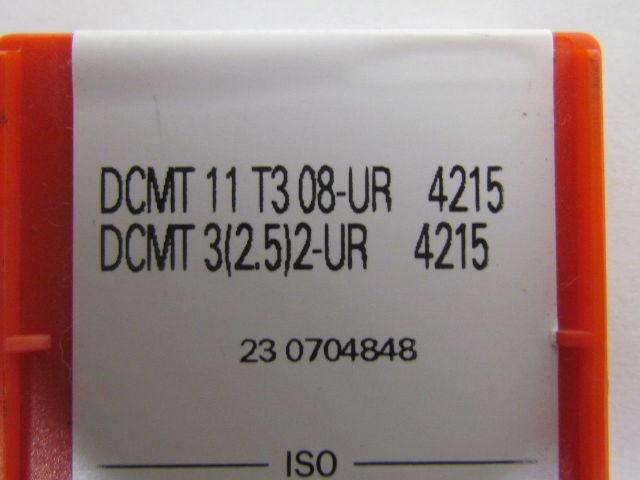 DCMT 11 T3 08-UR 4215
DCMT 3(2.5)2-UR 4215
23 0704848
ISO